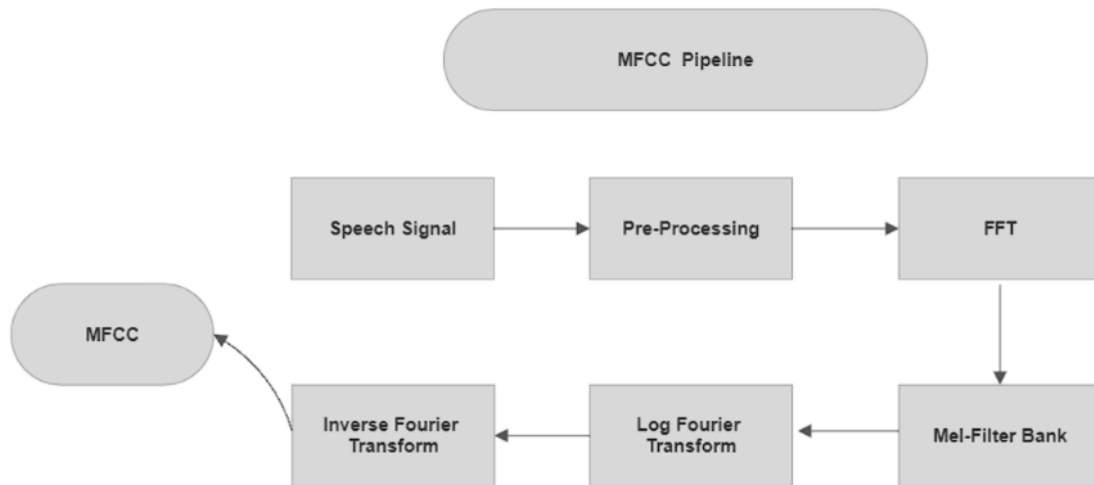 MFCC Pipeline
Speech Signal
Pre-Processing
FFT
Mel-Filter Bank
Log Fourier
Transform
Inverse Fourier
Transform
MFCC